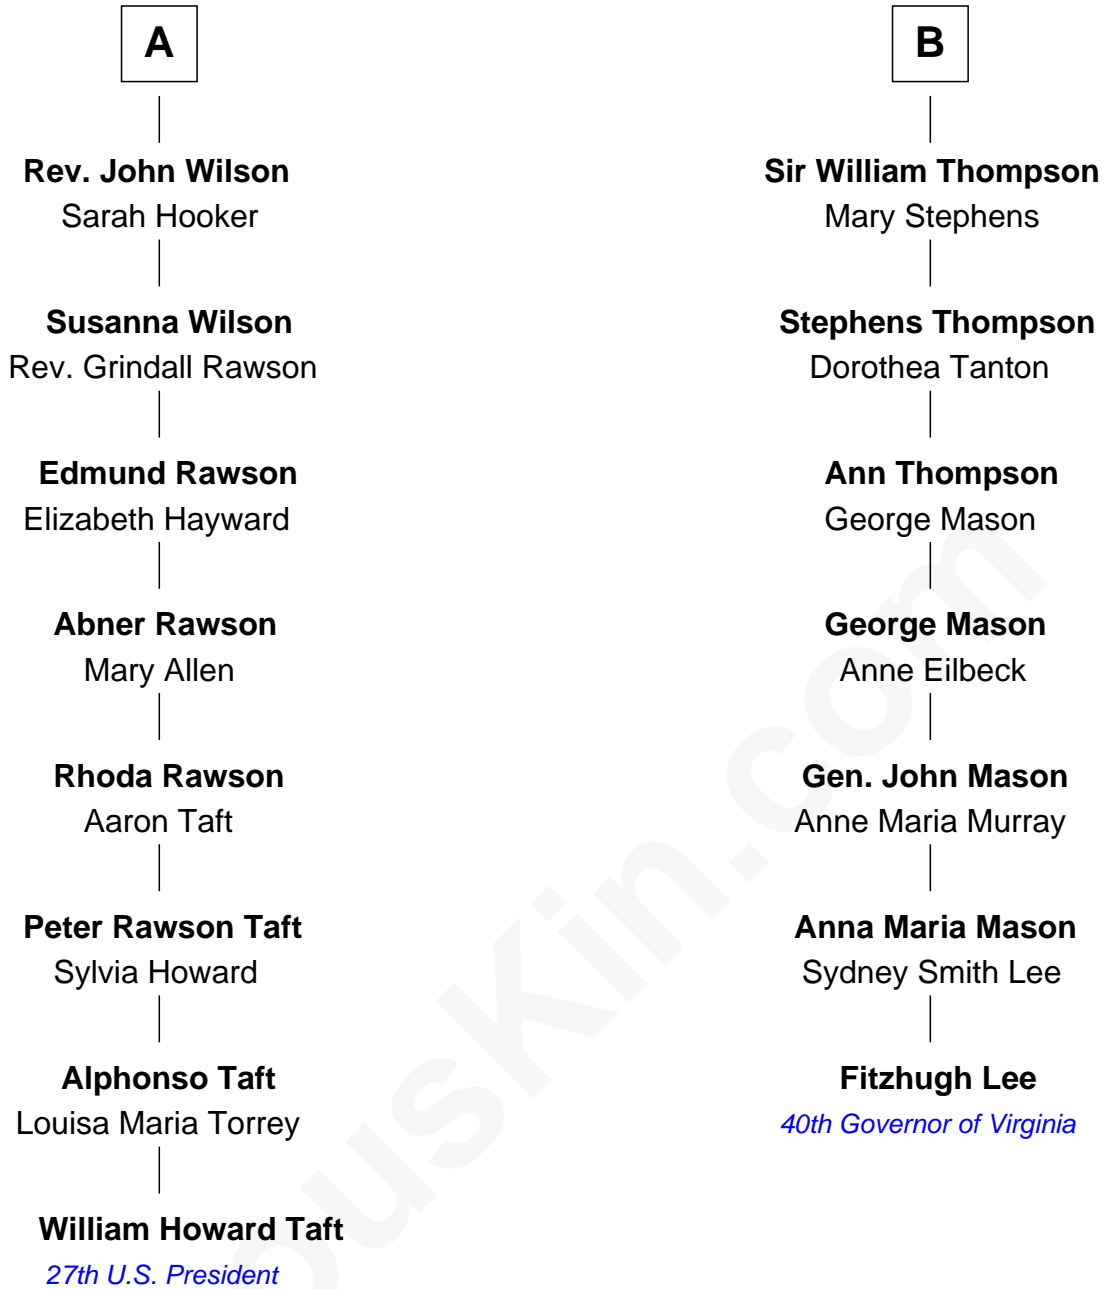 A
Rev. John Wilson
Sarah Hooker
Susanna Wilson
Rev. Grindall Rawson
Edmund Rawson
Elizabeth Hayward
Abner Rawson
Mary Allen
Rhoda Rawson
Aaron Taft
Peter Rawson Taft
Sylvia Howard
Alphonso Taft
Louisa Maria Torrey
William Howard Taft
27th U.S. President
B
Sir William Thompson
Mary Stephens
Stephens Thompson
Dorothea Tanton
Ann Thompson
George Mason
George Mason
Anne Eilbeck
Gen. John Mason
Anne Maria Murray
Anna Maria Mason
Sydney Smith Lee
Fitzhugh Lee
40th Governor of Virginia
ousKin.com